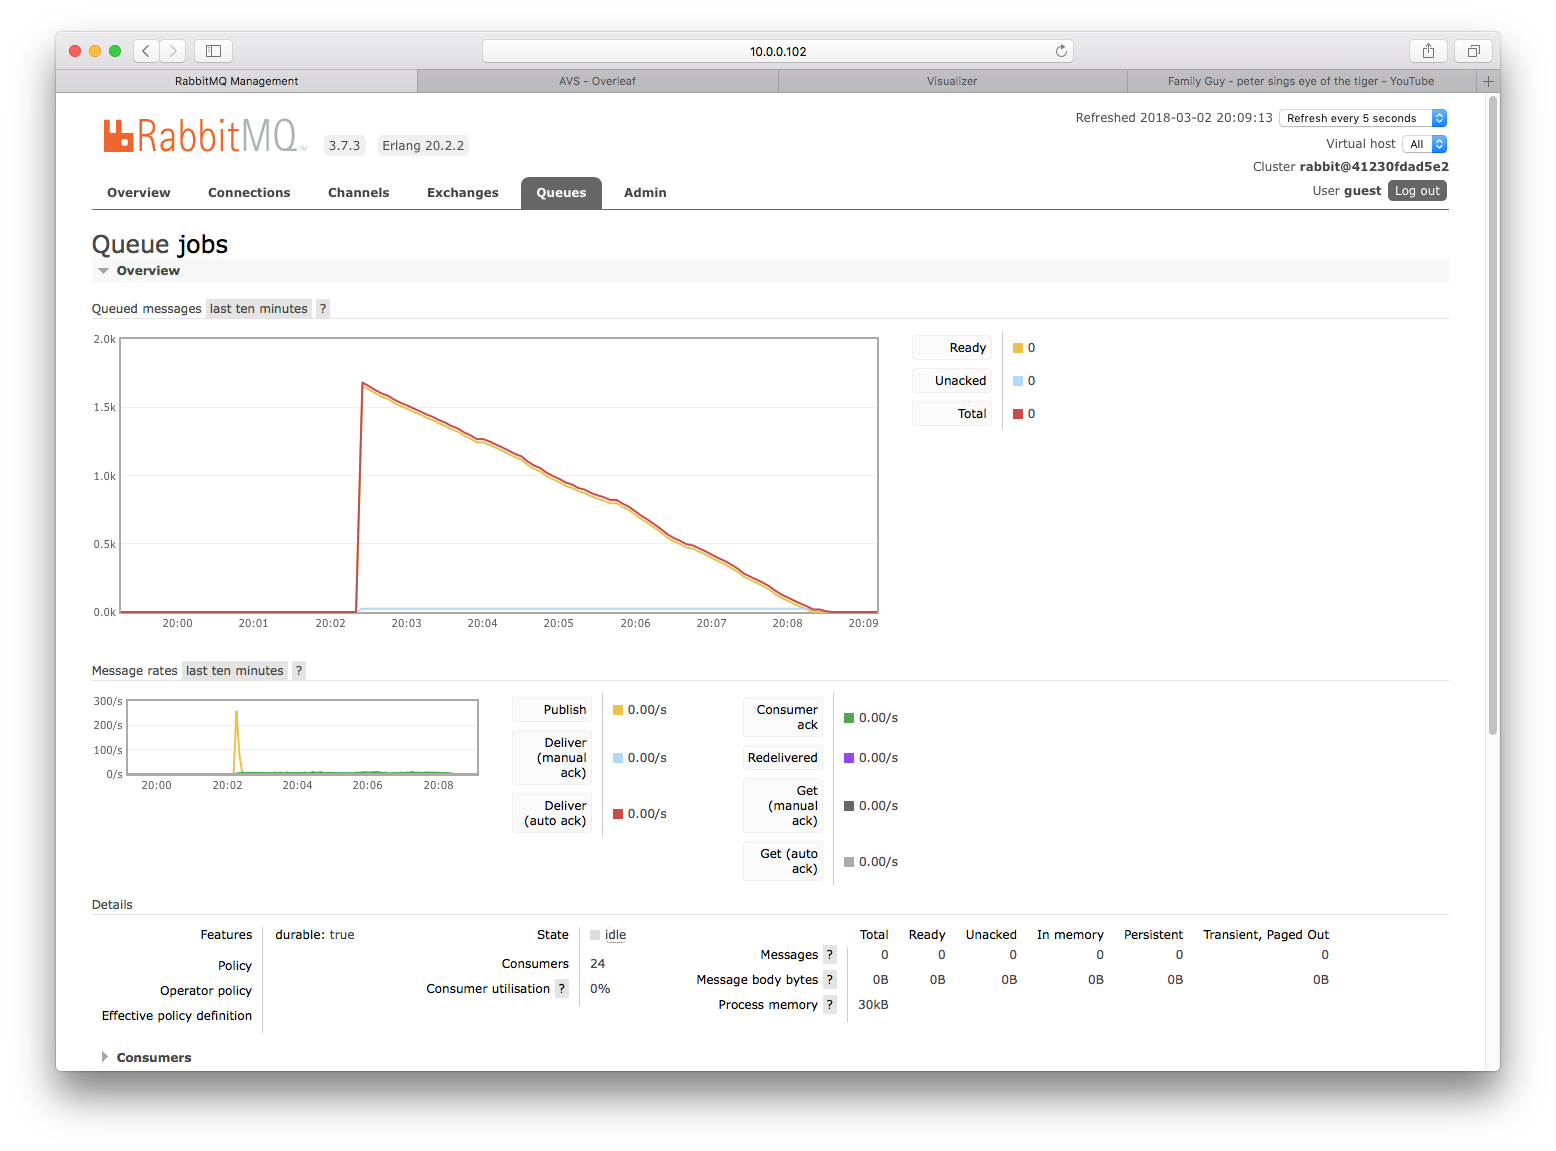 10.0.0.102
RabbitMQ Management
AVS - Overleaf
Visualizer
Family Guy - peter sings eye of the tiger - YouTube
RabbitMQ
TM
3.7.3
Erlang 20.2.2
Refreshed 2018-03-02 20:09:13
Refresh every 5 seconds
Virtual host
All
Cluster rabbit@41230fdad5e2
User guest
Log out
Overview
Connections
Channels
Exchanges
Queues
Admin
Queue jobs
Overview
Queued messages last ten minutes ?
2.0k
1.5k
1.0k
0.5k
0.0k
20:00 20:01 20:02 20:03 20:04 20:05 20:06 20:07 20:08 20:09
Ready 0
Unacked 0
Total 0
Message rates last ten minutes ?
300/s
200/s
100/s
0/s
20:00 20:02 20:04 20:06 20:08
Publish 0.00/s
Deliver
(manual 0.00/s
ack)
Deliver
(auto ack) 0.00/s
Consumer
ack 0.00/s
Redelivered 0.00/s
Get
(manual 0.00/s
ack)
Get (auto
ack) 0.00/s
Details
Features durable: true
Policy
Operator policy
Effective policy definition
State idle
Consumers 24
Consumer utilisation ? 0%
Total Ready Unacked In memory Persistent Transient, Paged Out
Messages ? 0 0 0 0 0 0
Message body bytes ? 0B 0B 0B 0B 0B 0B
Process memory ? 30kB
Consumers